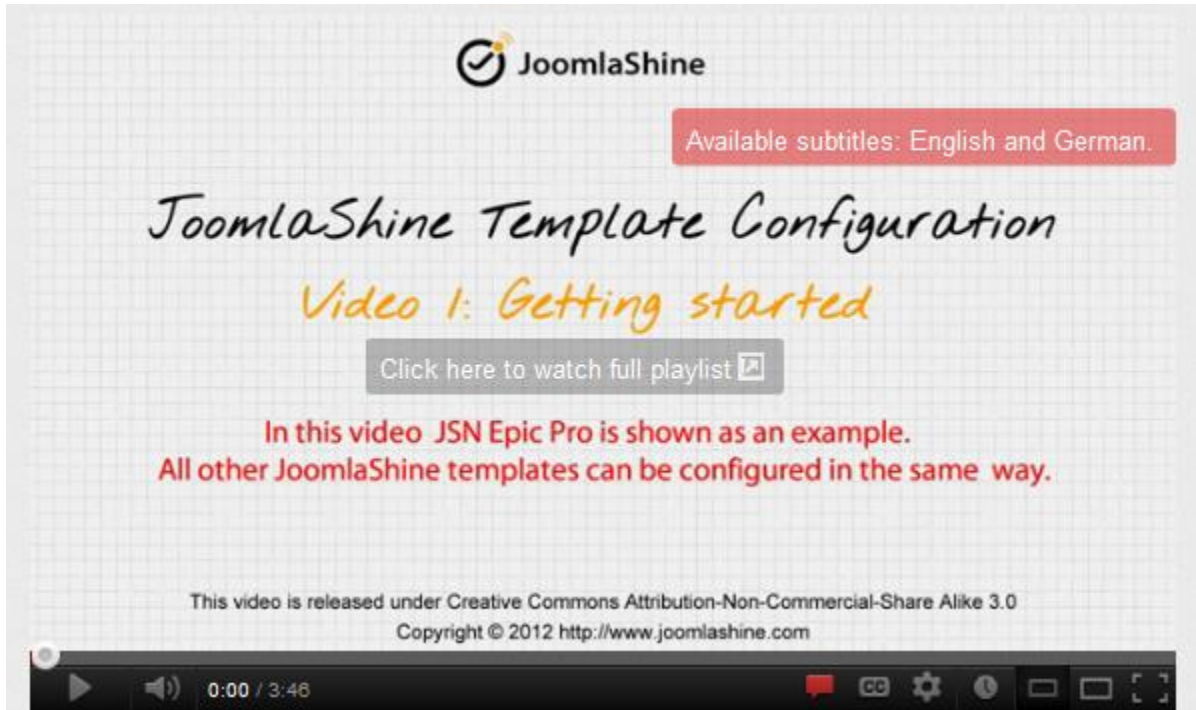 JoomlaShine
Available subtitles: English and German.
JoomlaShine Template Configuration
Video 1: Getting started
Click here to watch full playlist
In this video JSN Epic Pro is shown as an example.
All other JoomlaShine templates can be configured in the same way.
This video is released under Creative Commons Attribution-Non-Commercial-Share Alike 3.0
Copyright © 2012 http://www.joomlashine.com
0:00 / 3:46 CC